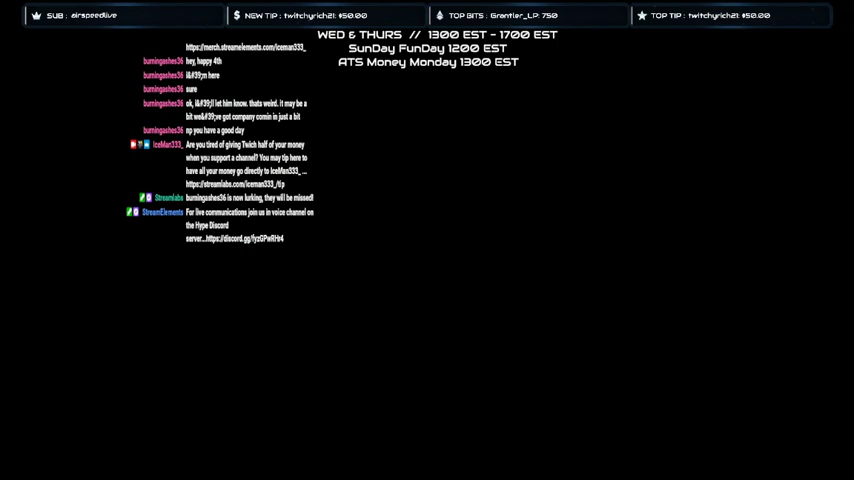 SUB : airspeedlive
NEW TIP : twitchyrich21: $50.00
TOP BITS : Grantler_LP: 750
TOP TIP : twitchyrich21: $50.00
WED & THURS // 1300 EST - 1700 EST
SunDay FunDay 1200 EST
ATS Money Monday 1300 EST
https://merch.streamelements.com/iceman333_
burningashes36 hey, happy 4th
burningashes36 i&#39;m here
burningashes36 sure
burningashes36 ok, i&#39;ll let him know. thats weird. it may be a
bit we&#39;ve got company comin in just a bit
burningashes36 np you have a good day
IceMan333_ Are you tired of giving Twich half of your money
when you support a channel? You may tip here to
have all your money go directly to IceMan333_ ...
https://streamlabs.com/iceman333_/tip
Streamlabs burningashes36 is now lurking, they will be missed!
StreamElements For live communications join us in voice channel on
the Hype Discord
server...https://discord.gg/fyzGPwRHr4